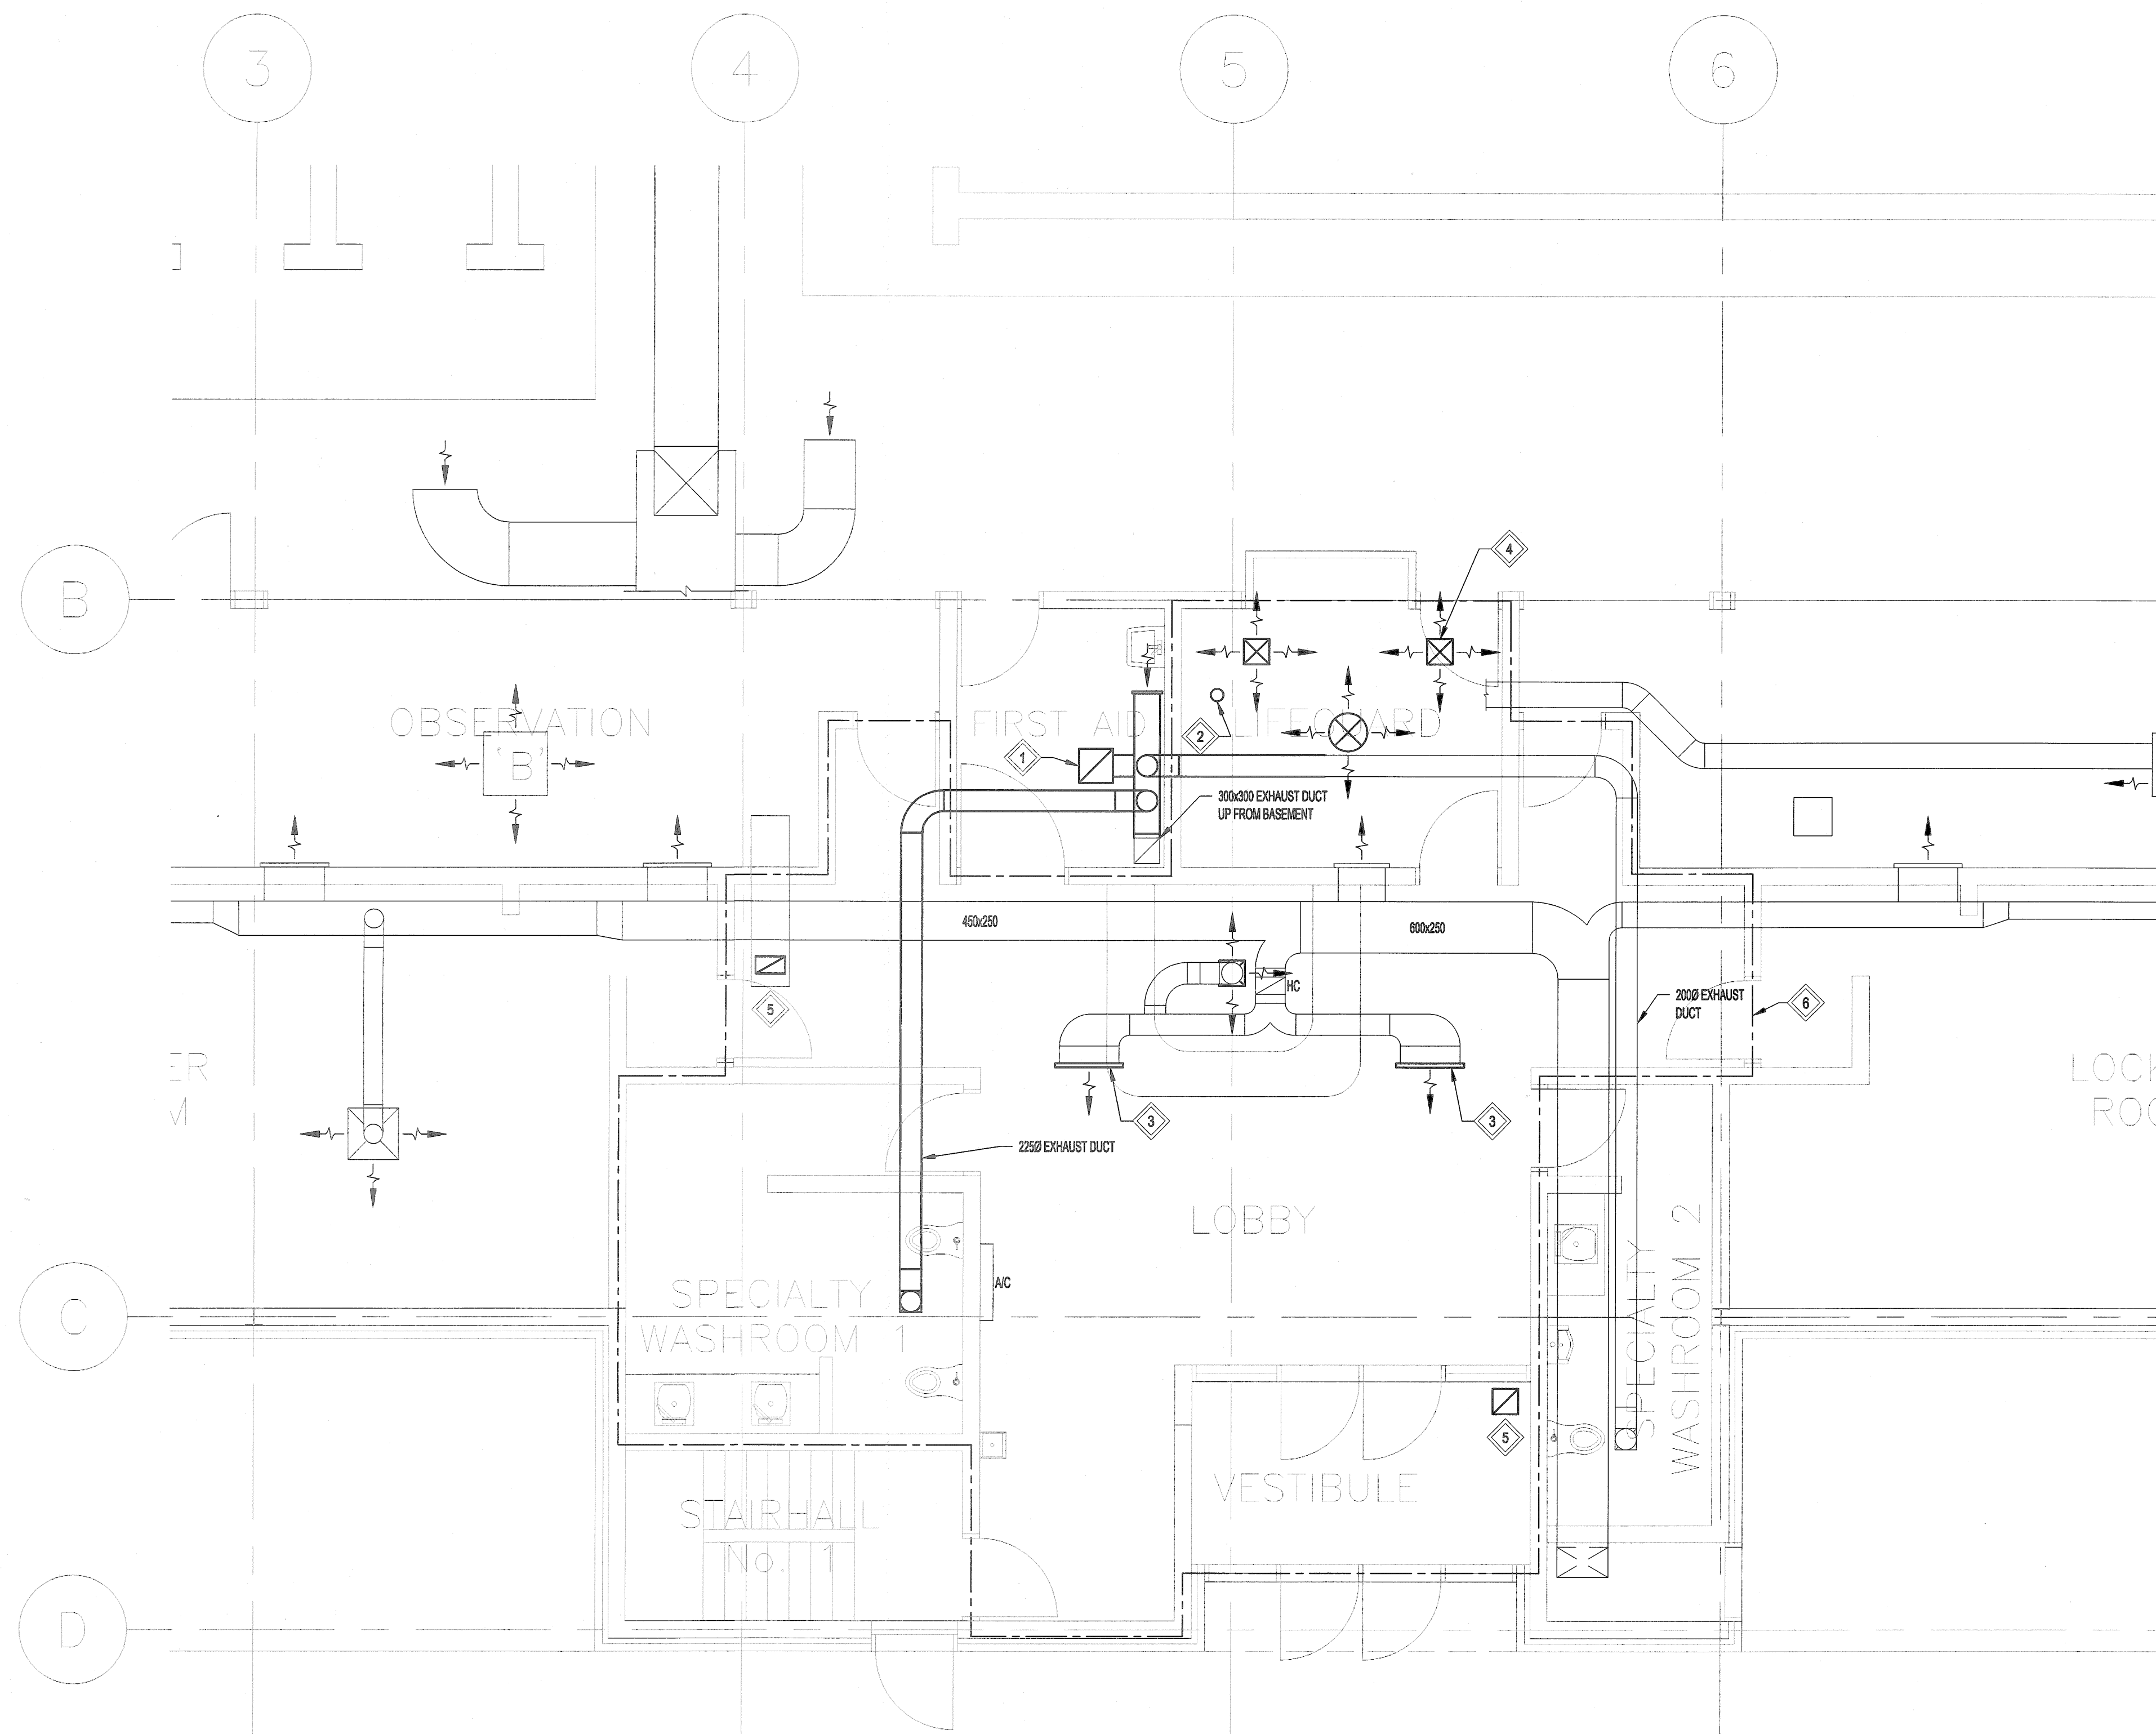 3
4
5
6
B
4
OBSERVATION
'B'
FIRST AID
LIFEGUARD
1
2
300x300 EXHAUST DUCT
UP FROM BASEMENT
450x250
600x250
HC
5
200Ø EXHAUST
DUCT
6
ER
M
LOCK
ROO
3
3
225Ø EXHAUST DUCT
LOBBY
A/C
SPECIALTY
WASHROOM 1
SPECIALTY
WASHROOM 2
C
5
VESTIBULE
STAIRHALL
No. 1
D